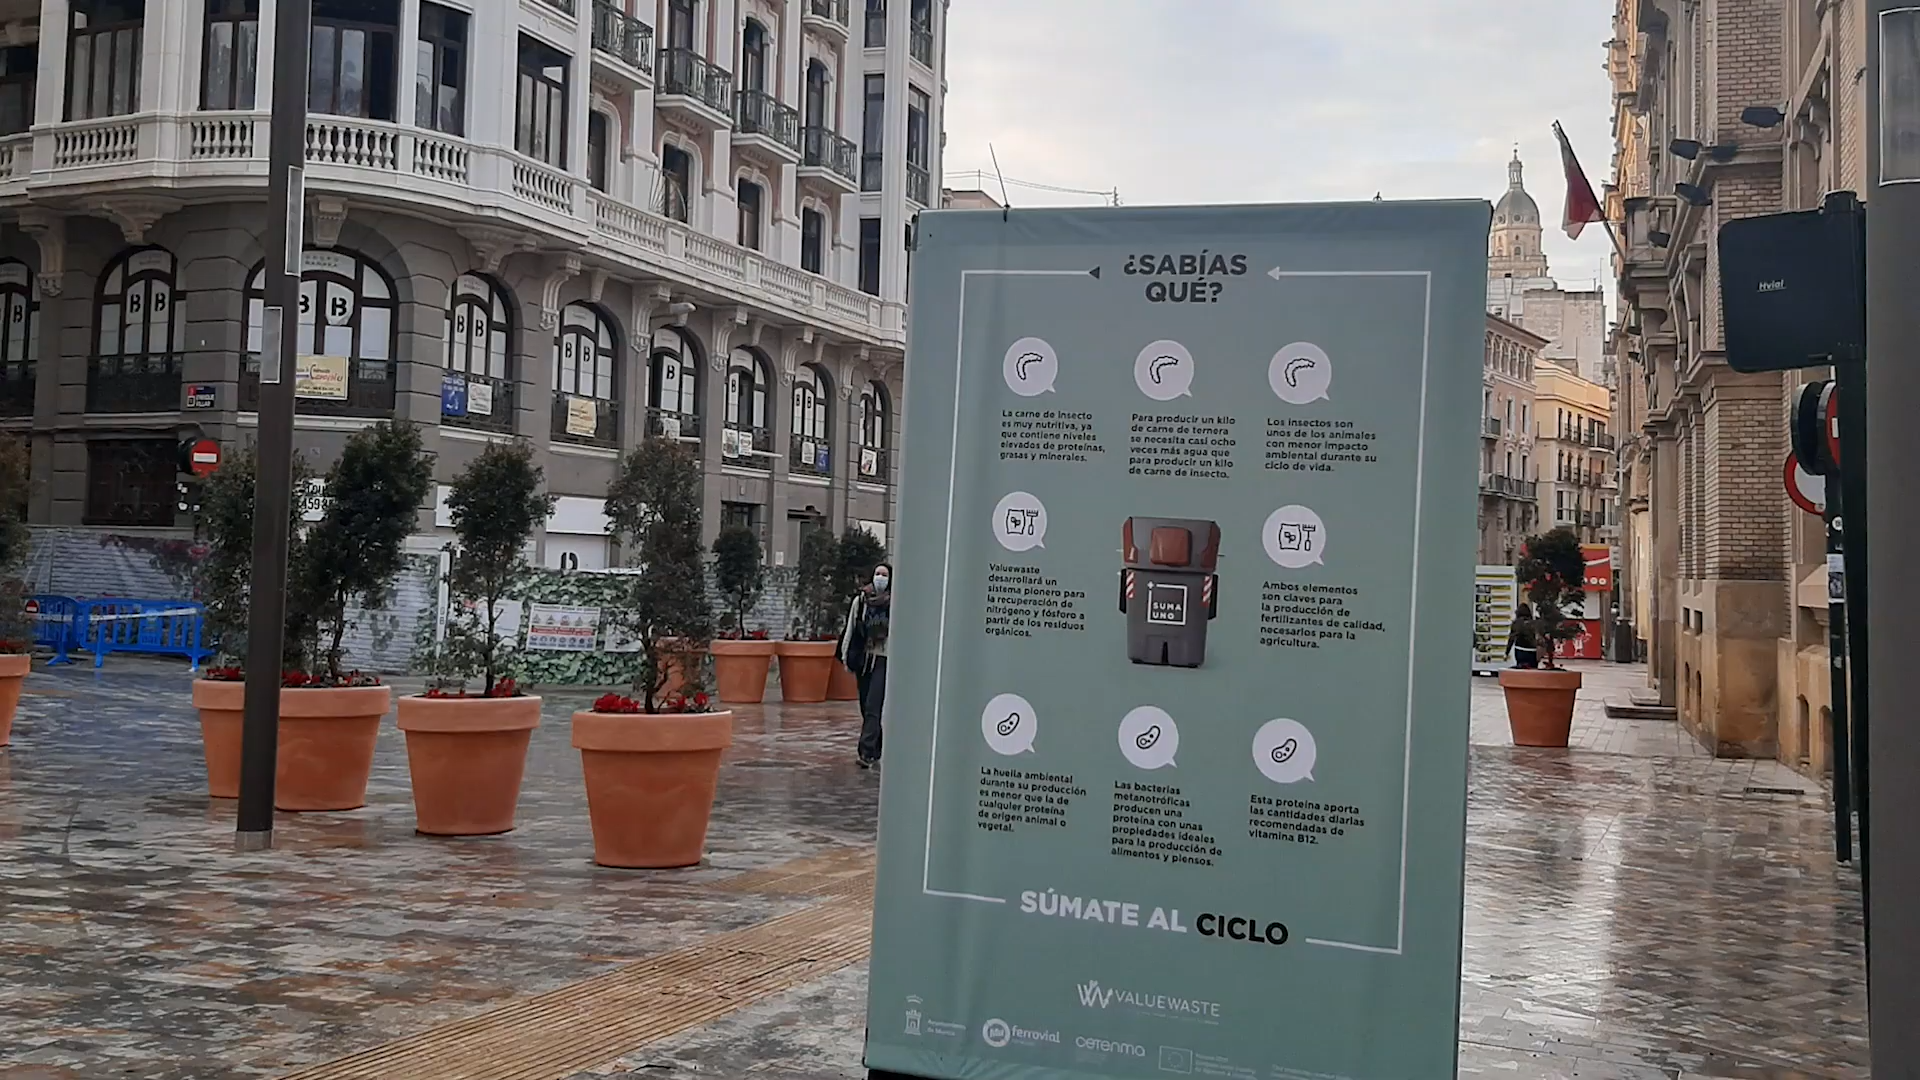 ¿SABÍAS
QUÉ?
La carne de insecto
es muy nutritiva, ya
que contiene niveles
elevados de proteínas,
grasas y minerales.
Para producir un kilo
de carne de ternera
se necesita casi ocho
veces más agua que
para producir un kilo
de carne de insecto.
Los insectos son
unos de los animales
con menor impacto
ambiental durante su
ciclo de vida.
Valuewaste
desarrollará un
sistema pionero para
la recuperación de
nitrógeno y fósforo a
partir de los residuos
orgánicos.
SUMA
UNO
Ambos elementos
son claves para
la producción de
fertilizantes de calidad,
necesarios para la
agricultura.
La huella ambiental
durante su producción
es menor que la de
cualquier proteína
de origen animal o
vegetal.
Las bacterias
metanotróficas
producen una
proteína con unas
propiedades ideales
para la producción de
alimentos y piensos.
Esta proteína aporta
las cantidades diarias
recomendadas de
vitamina B12.
SÚMATE AL CICLO
VALUEWASTE
Ayuntamiento
de Murcia
ferrovial
cetenma
Hvial
B B
B B
B B
B B
B